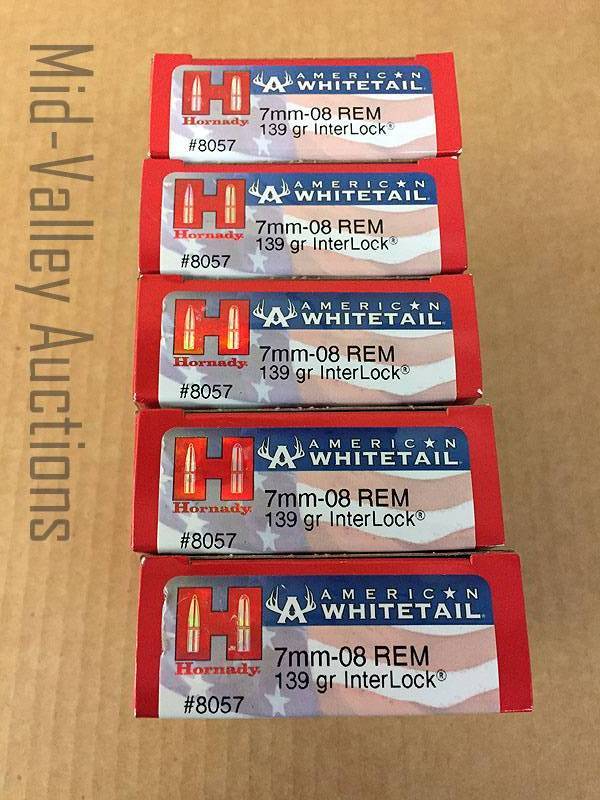 Mid-Valley Auctions
AMERICAN
WHITETAIL
Hornady
7mm-08 REM
139 gr InterLock®
#8057
AMERICAN
WHITETAIL
Hornady
7mm-08 REM
139 gr InterLock®
#8057
AMERICAN
WHITETAIL
Hornady
7mm-08 REM
139 gr InterLock®
#8057
AMERICAN
WHITETAIL
Hornady
7mm-08 REM
139 gr InterLock®
#8057
AMERICAN
WHITETAIL
Hornady
7mm-08 REM
139 gr InterLock®
#8057